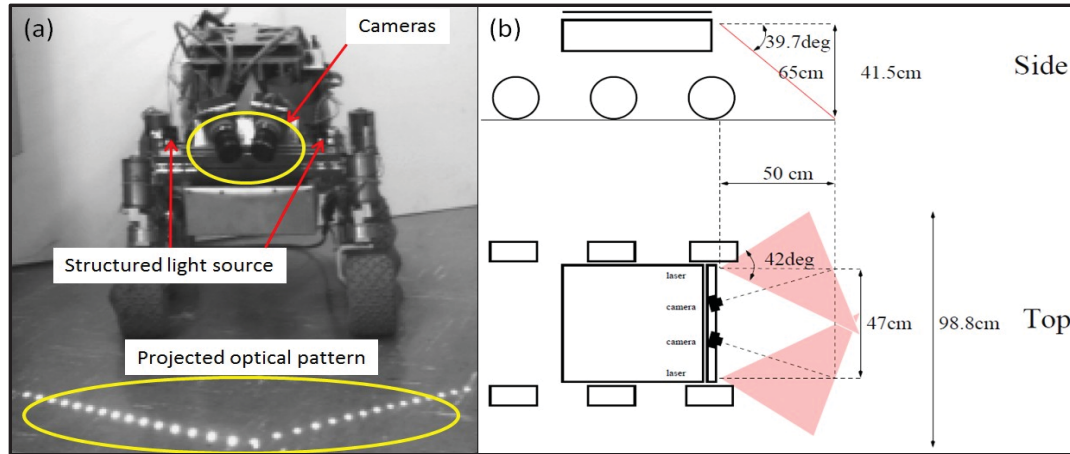 (a)
Cameras
Structured light source
Projected optical pattern
(b)
39.7deg
65cm
41.5cm
Side
50 cm
42deg
laser
camera
camera
laser
47cm
98.8cm
Top